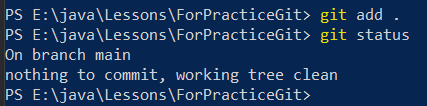 PS E:\java\Lessons\ForPracticeGit> git add .
PS E:\java\Lessons\ForPracticeGit> git status
On branch main
nothing to commit, working tree clean
PS E:\java\Lessons\ForPracticeGit>